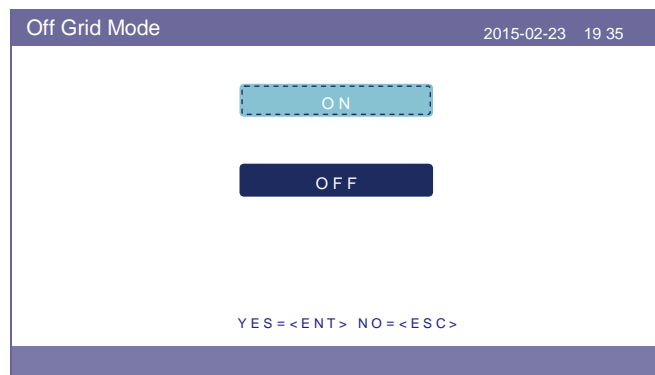 Off Grid Mode 2015-02-23 19 35
ON
OFF
YES=<ENT> NO=<ESC>